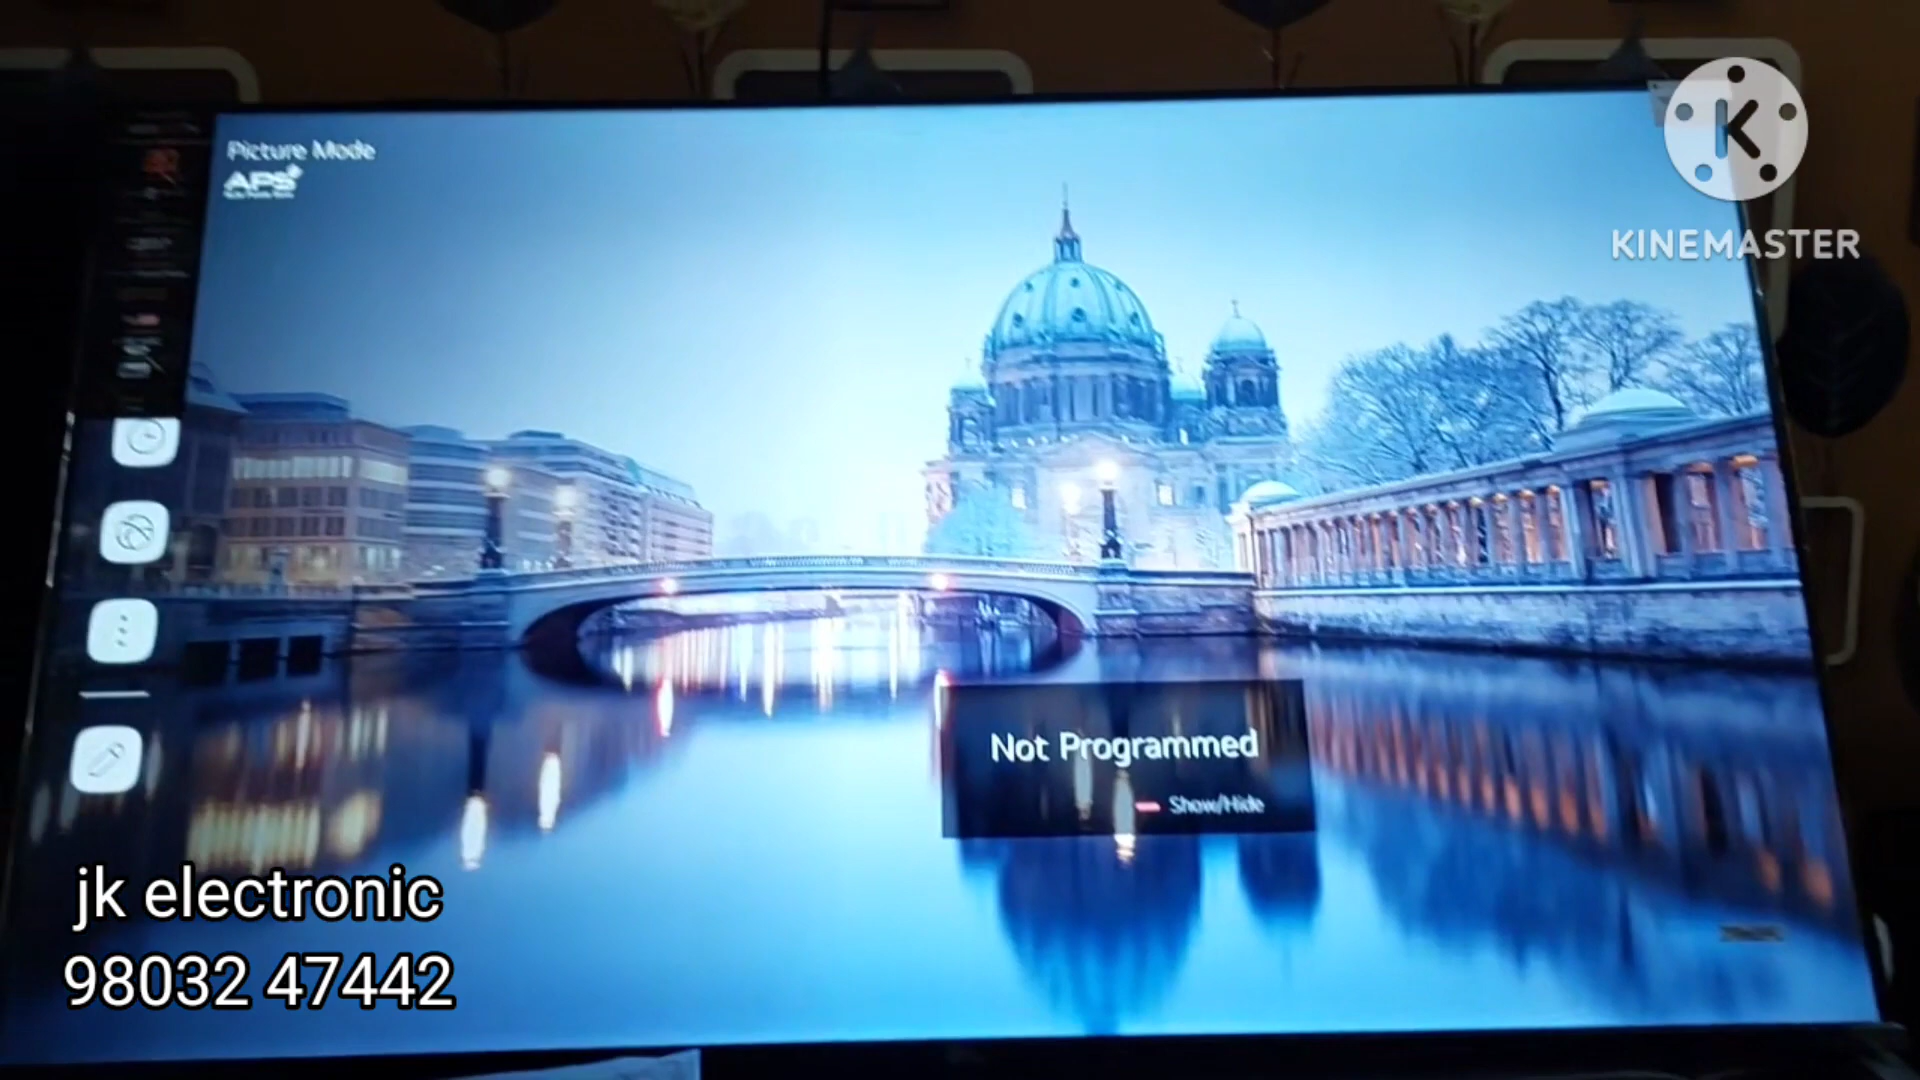 Picture Mode
APS
KINEMASTER
Not Programmed
Show/Hide
jk electronic
98032 47442